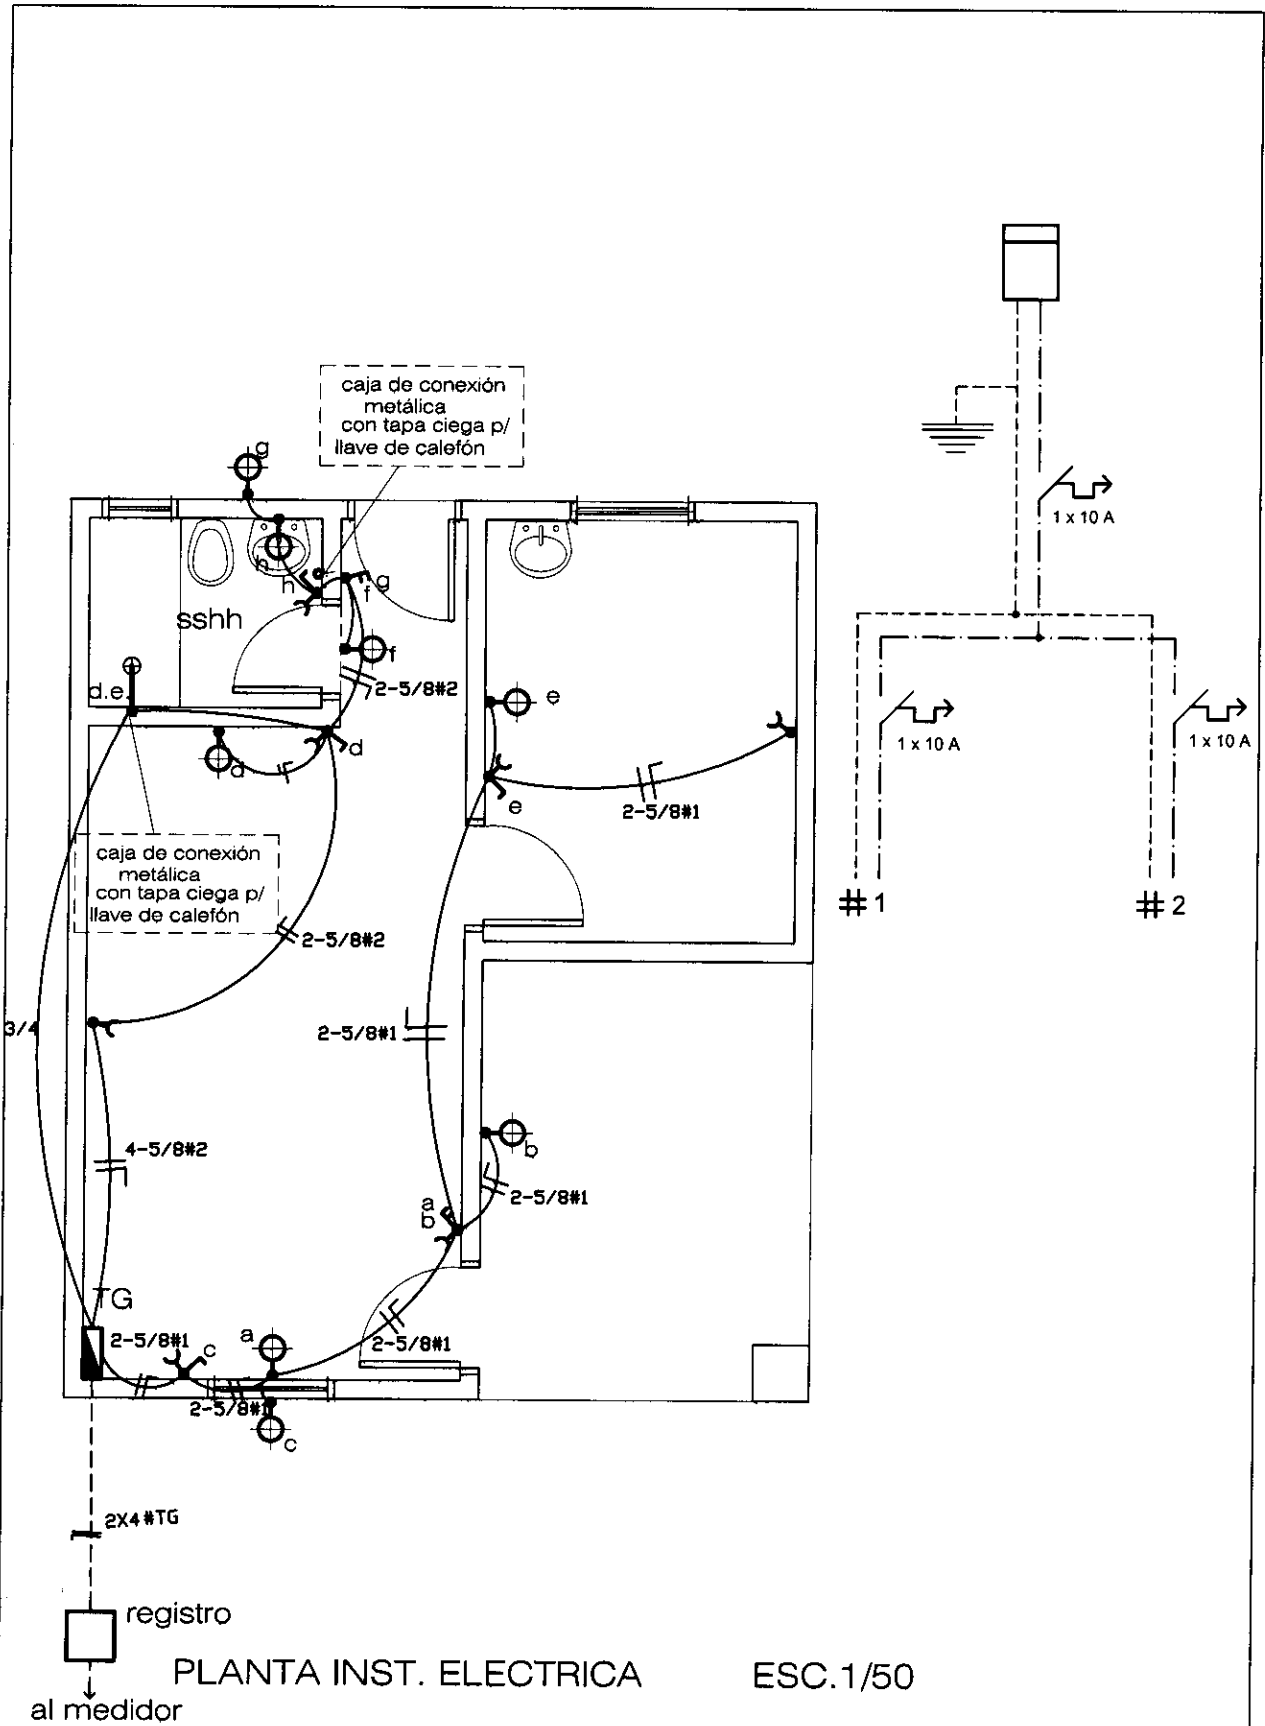 caja de conexión
metálica
con tapa ciega p/
llave de calefón
g
1 x 10 A
h
h
g
f
sshh
f
d.e.
2-5/8#2
e
d
d
1 x 10 A
1 x 10 A
e
2-5/8#1
caja de conexión
metálica
con tapa ciega p/
llave de calefón
# 1
# 2
2-5/8#2
3/4
2-5/8#1
4-5/8#2
b
2-5/8#1
a
b
TG
2-5/8#1
c
a
2-5/8#1
2-5/8#1
c
2X4#TG
registro
PLANTA INST. ELECTRICA ESC.1/50
al medidor